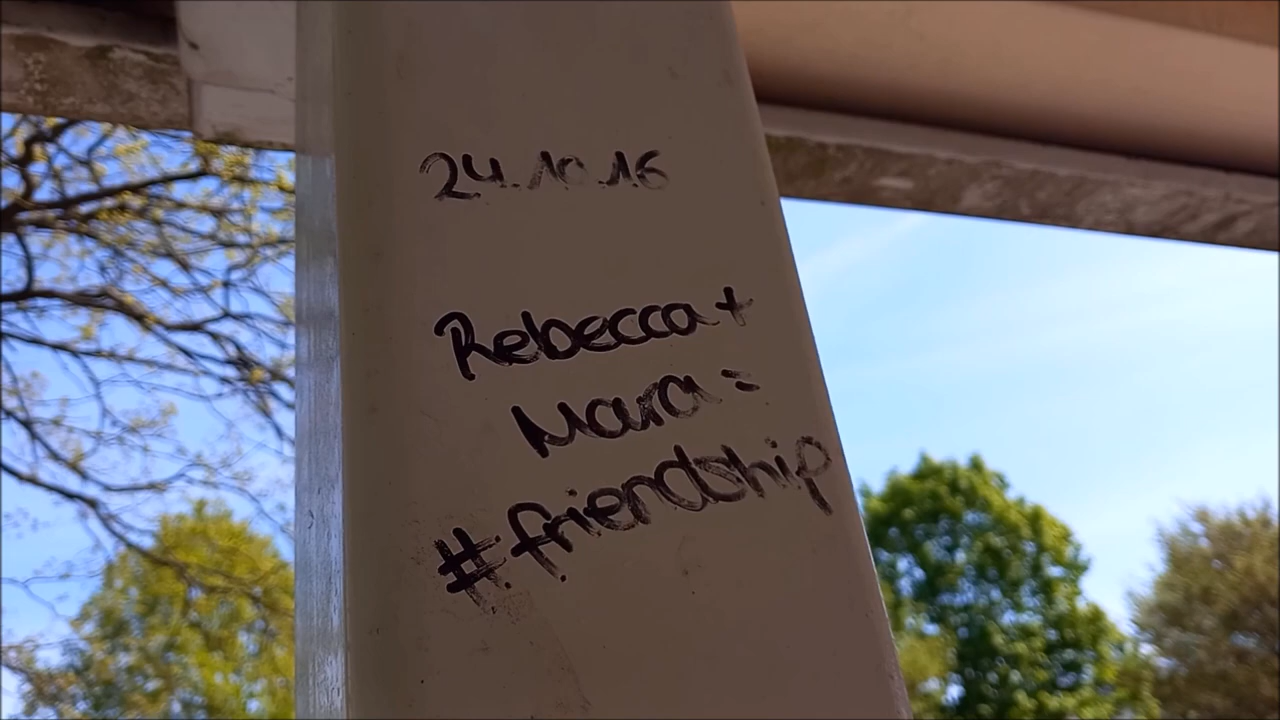 24.10.16
Rebecca +
Mara =
#friendship